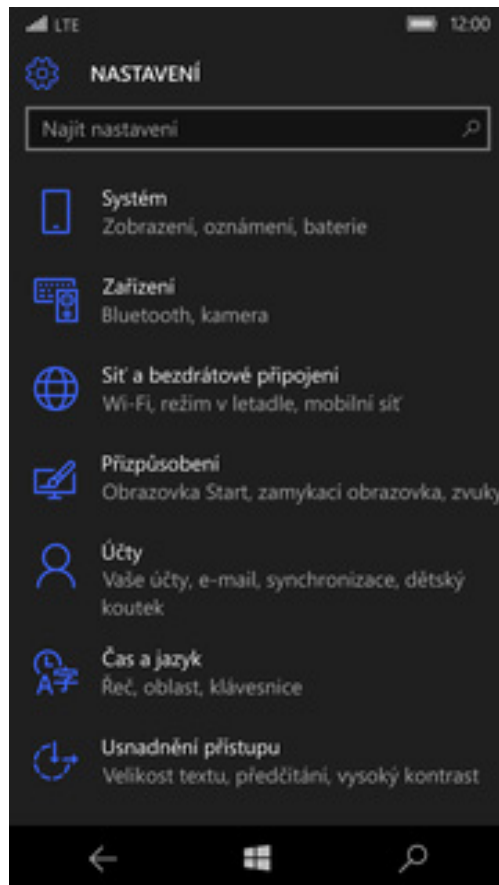 LTE 12:00
NASTAVENÍ
Najít nastavení
Systém
Zobrazení, oznámení, baterie
Zařízení
Bluetooth, kamera
Síť a bezdrátové připojení
Wi-Fi, režim v letadle, mobilní síť
Přizpůsobení
Obrazovka Start, zamykací obrazovka, zvuky
Účty
Vaše účty, e-mail, synchronizace, dětský
koutek
Čas a jazyk
Řeč, oblast, klávesnice
Usnadnění přístupu
Velikost textu, předčítání, vysoký kontrast